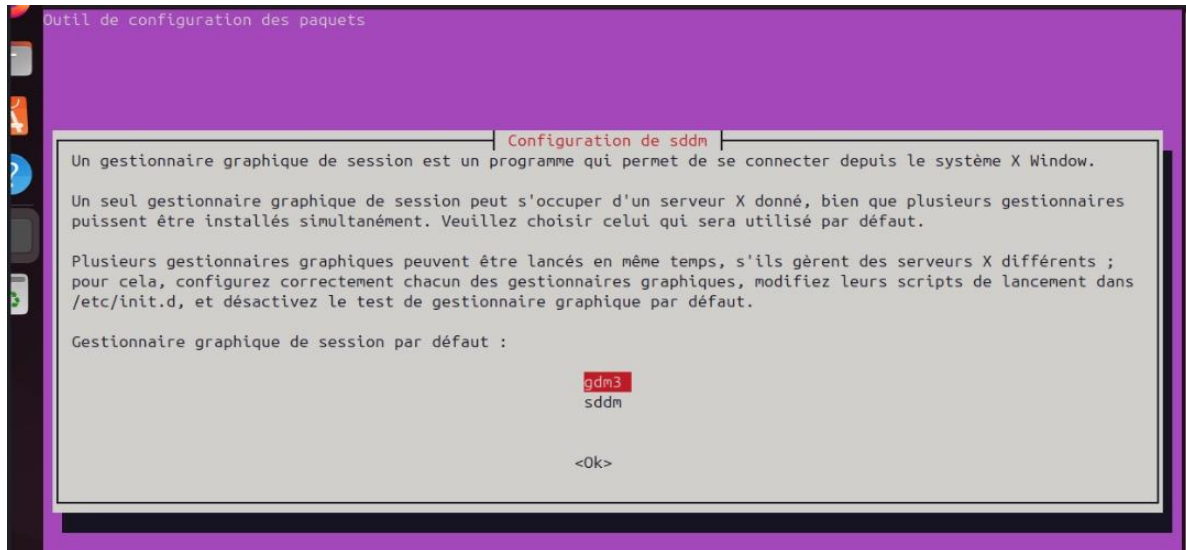 Outil de configuration des paquets
Configuration de sddm
Un gestionnaire graphique de session est un programme qui permet de se connecter depuis le système X Window.
Un seul gestionnaire graphique de session peut s'occuper d'un serveur X donné, bien que plusieurs gestionnaires
puissent être installés simultanément. Veuillez choisir celui qui sera utilisé par défaut.
Plusieurs gestionnaires graphiques peuvent être lancés en même temps, s'ils gèrent des serveurs X différents ;
pour cela, configurez correctement chacun des gestionnaires graphiques, modifiez leurs scripts de lancement dans
/etc/init.d, et désactivez le test de gestionnaire graphique par défaut.
Gestionnaire graphique de session par défaut :
gdm3
sddm
<Ok>